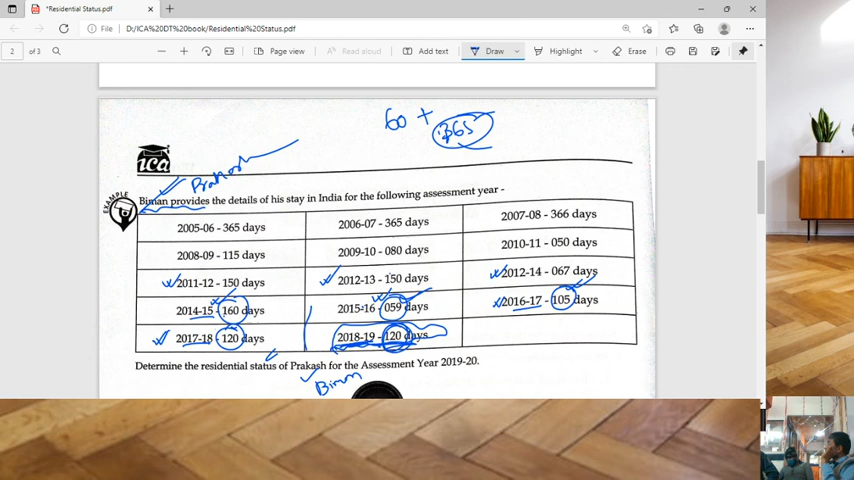 *Residential Status.pdf
File
D:/ICA%20DT%20book/Residential%20Status.pdf
2 of 3
Page view
Read aloud
Add text
Draw
Highlight
Erase
60 + 365
ica
Prakash
EXAMPLE
Biman provides the details of his stay in India for the following assessment year -
2005-06 - 365 days 2006-07 - 365 days 2007-08 - 366 days
2008-09 - 115 days 2009-10 - 080 days 2010-11 - 050 days
2011-12 - 150 days 2012-13 - 150 days 2012-14 - 067 days
2014-15 - 160 days 2015-16 - 059 days 2016-17 - 105 days
2017-18 - 120 days 2018-19 - 120 days
Determine the residential status of Prakash for the Assessment Year 2019-20.
Biman